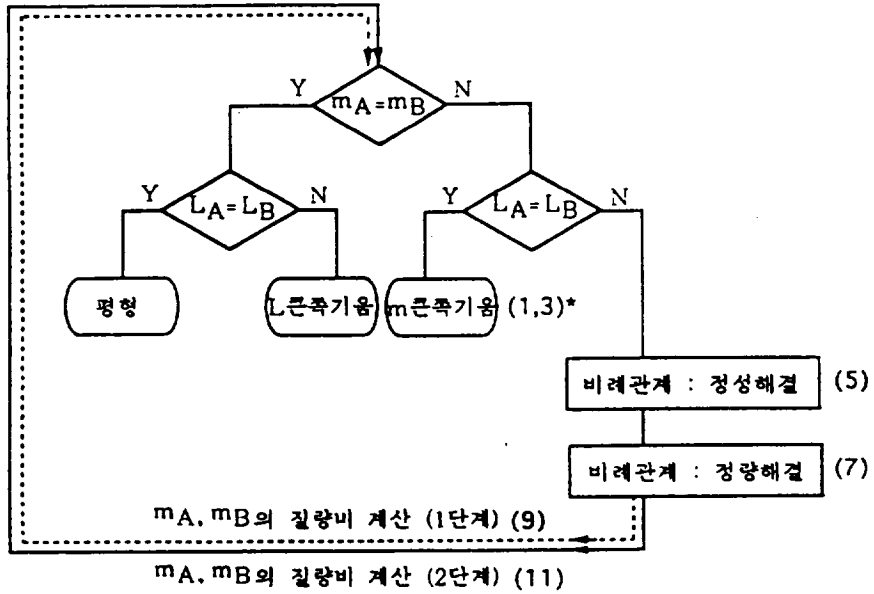 Y
mA=mB
N
Y
LA=LB
N
Y
LA=LB
N
평형
L큰쪽기움
m큰쪽기움 (1,3)*
비례관계 : 정성해결 (5)
비례관계 : 정량해결 (7)
mA, mB의 질량비 계산 (1단계) (9)
mA, mB의 질량비 계산 (2단계) (11)